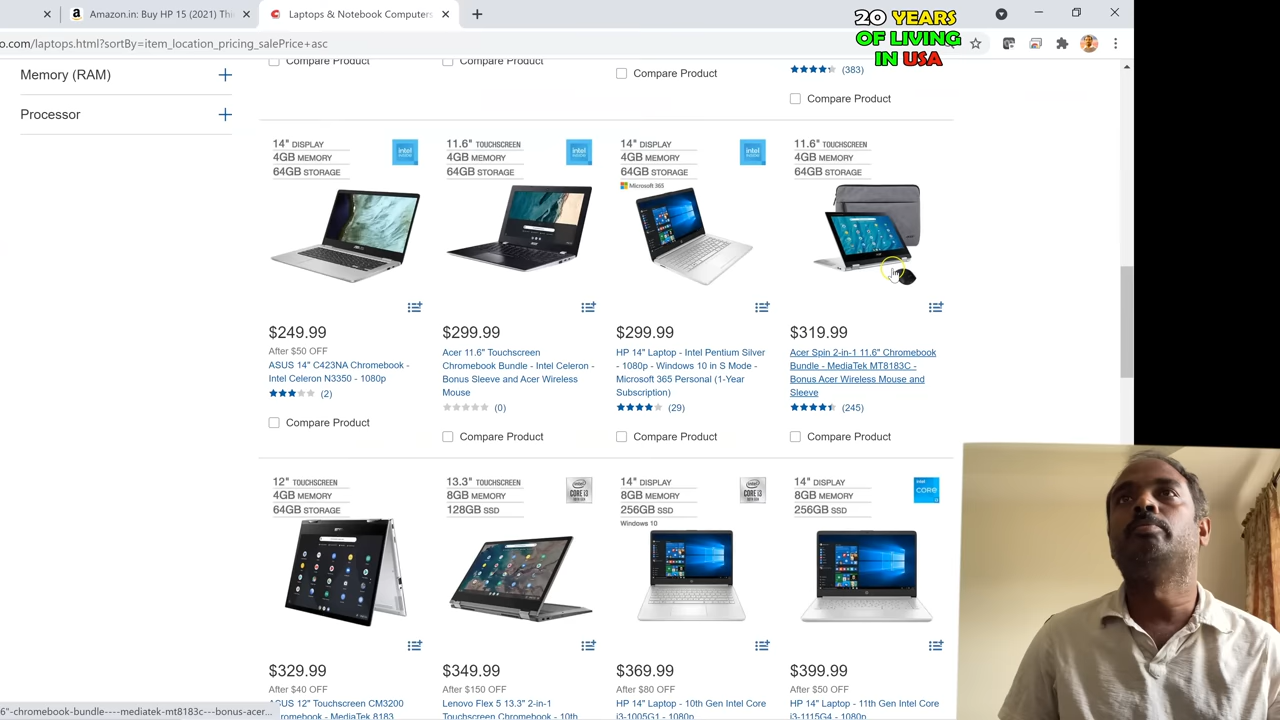 Amazon.in: Buy HP 15 (2021) Thi
Laptops & Notebook Computers
20 YEARS
OF LIVING
IN USA
o.com/laptops.html?sortBy=item_location_pricing_salePrice+asc
Memory (RAM)
Processor
Compare Product
Compare Product
Compare Product
(383)
Compare Product
14" DISPLAY
4GB MEMORY
64GB STORAGE
intel
$249.99
After $50 OFF
ASUS 14" C423NA Chromebook -
Intel Celeron N3350 - 1080p
(2)
Compare Product
11.6" TOUCHSCREEN
4GB MEMORY
64GB STORAGE
intel
$299.99
Acer 11.6" Touchscreen
Chromebook Bundle - Intel Celeron -
Bonus Sleeve and Acer Wireless
Mouse
(0)
Compare Product
14" DISPLAY
4GB MEMORY
64GB STORAGE
intel
Microsoft 365
$299.99
HP 14" Laptop - Intel Pentium Silver
- 1080p - Windows 10 in S Mode -
Microsoft 365 Personal (1-Year
Subscription)
(29)
Compare Product
11.6" TOUCHSCREEN
4GB MEMORY
64GB STORAGE
$319.99
Acer Spin 2-in-1 11.6" Chromebook
Bundle - MediaTek MT8183C -
Bonus Acer Wireless Mouse and
Sleeve
(245)
Compare Product
12" TOUCHSCREEN
4GB MEMORY
64GB STORAGE
$329.99
After $40 OFF
ASUS 12" Touchscreen CM3200
Chromebook - MediaTek 8183
13.3" TOUCHSCREEN
8GB MEMORY
128GB SSD
intel
CORE i3
$349.99
After $150 OFF
Lenovo Flex 5 13.3" 2-in-1
Touchscreen Chromebook - 10th
14" DISPLAY
8GB MEMORY
256GB SSD
Windows 10
intel
CORE i3
$369.99
After $80 OFF
HP 14" Laptop - 10th Gen Intel Core
i3-1005G1 - 1080p
14" DISPLAY
8GB MEMORY
256GB SSD
intel
CORE
$399.99
After $50 OFF
HP 14" Laptop - 11th Gen Intel Core
i3-1115G4 - 1080p
6"-chromebook-bundle----mediatek-mt8183c---bonus-acer...